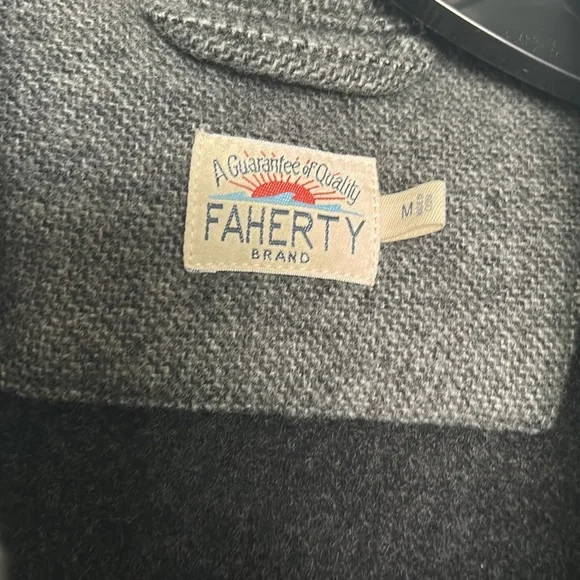 A Guarantee of Quality
FAHERTY
BRAND
M